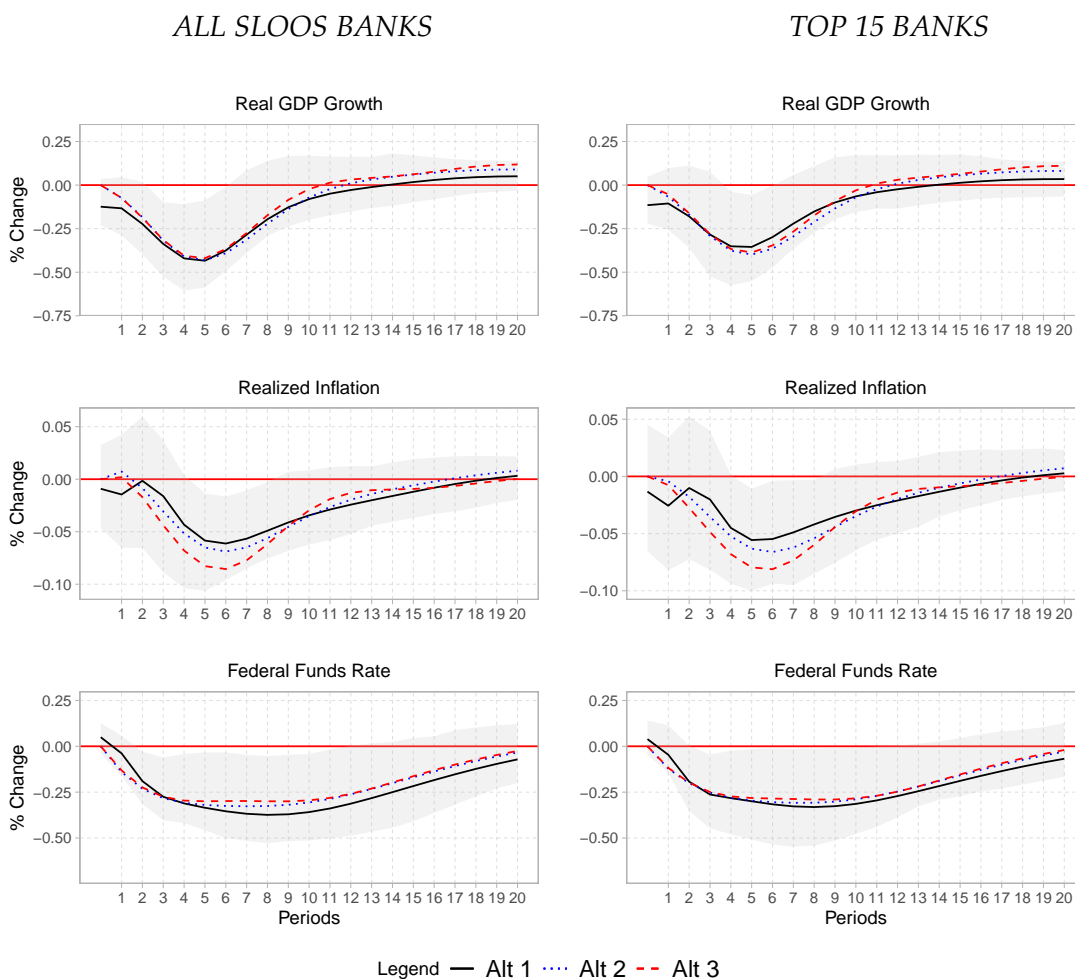 ALL SLOOS BANKS TOP 15 BANKS
Real GDP Growth
% Change
0.25
0.00
−0.25
−0.50
−0.75
1 2 3 4 5 6 7 8 9 10 11 12 13 14 15 16 17 18 19 20
Real GDP Growth
0.25
0.00
−0.25
−0.50
−0.75
1 2 3 4 5 6 7 8 9 10 11 12 13 14 15 16 17 18 19 20
Realized Inflation
% Change
0.05
0.00
−0.05
−0.10
1 2 3 4 5 6 7 8 9 10 11 12 13 14 15 16 17 18 19 20
Realized Inflation
0.05
0.00
−0.05
−0.10
1 2 3 4 5 6 7 8 9 10 11 12 13 14 15 16 17 18 19 20
Federal Funds Rate
% Change
0.25
0.00
−0.25
−0.50
1 2 3 4 5 6 7 8 9 10 11 12 13 14 15 16 17 18 19 20
Periods
Federal Funds Rate
0.25
0.00
−0.25
−0.50
1 2 3 4 5 6 7 8 9 10 11 12 13 14 15 16 17 18 19 20
Periods
Legend Alt 1 Alt 2 Alt 3